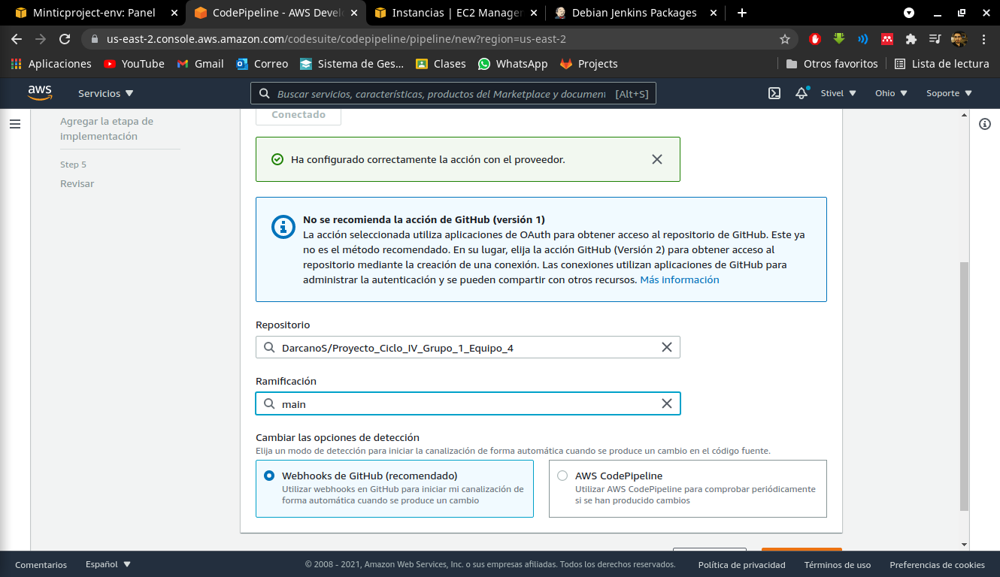 Minticproject-env: Panel
CodePipeline - AWS Develo
Instancias | EC2 Manager
Debian Jenkins Packages
us-east-2.console.aws.amazon.com/codesuite/codepipeline/pipeline/new?region=us-east-2
Aplicaciones
YouTube
Gmail
Correo
Sistema de Ges...
Clases
WhatsApp
Projects
Otros favoritos
Lista de lectura
aws
Servicios
Buscar servicios, características, productos del Marketplace y document
[Alt+S]
Stivel
Ohio
Soporte
Agregar la etapa de
implementación
Step 5
Revisar
Conectado
Ha configurado correctamente la acción con el proveedor.
No se recomienda la acción de GitHub (versión 1)
La acción seleccionada utiliza aplicaciones de OAuth para obtener acceso al repositorio de GitHub. Este ya
no es el método recomendado. En su lugar, elija la acción GitHub (Versión 2) para obtener acceso al
repositorio mediante la creación de una conexión. Las conexiones utilizan aplicaciones de GitHub para
administrar la autenticación y se pueden compartir con otros recursos. Más información
Repositorio
DarcanoS/Proyecto_Ciclo_IV_Grupo_1_Equipo_4
Ramificación
main
Cambiar las opciones de detección
Elija un modo de detección para iniciar la canalización de forma automática cuando se produce un cambio en el código fuente.
Webhooks de GitHub (recomendado)
Utilizar webhooks en GitHub para iniciar mi canalización de
forma automática cuando se produce un cambio
AWS CodePipeline
Utilizar AWS CodePipeline para comprobar periódicamente
si se han producido cambios
Comentarios
Español
© 2008 - 2021, Amazon Web Services, Inc. o sus empresas afiliadas. Todos los derechos reservados.
Política de privacidad
Términos de uso
Preferencias de cookies